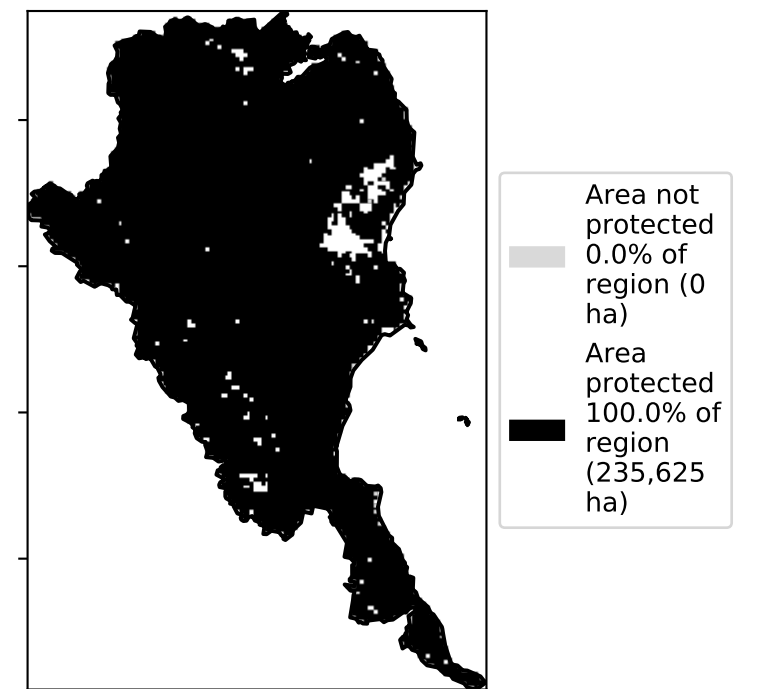 Area not
protected
0.0% of
region (0
ha)
Area
protected
100.0% of
region
(235,625
ha)